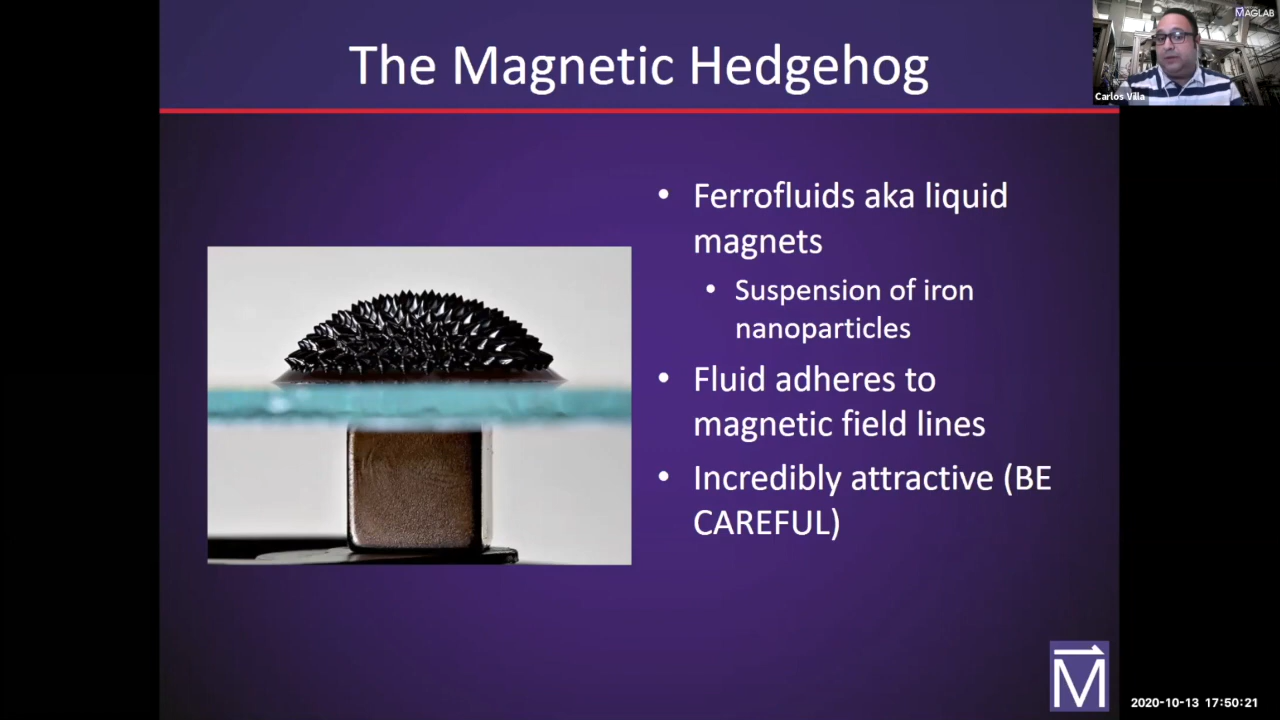 The Magnetic Hedgehog
MAGLAB
Carlos Villa
• Ferrofluids aka liquid
magnets
• Suspension of iron
nanoparticles
• Fluid adheres to
magnetic field lines
• Incredibly attractive (BE
CAREFUL)
M
2020-10-13 17:50:21